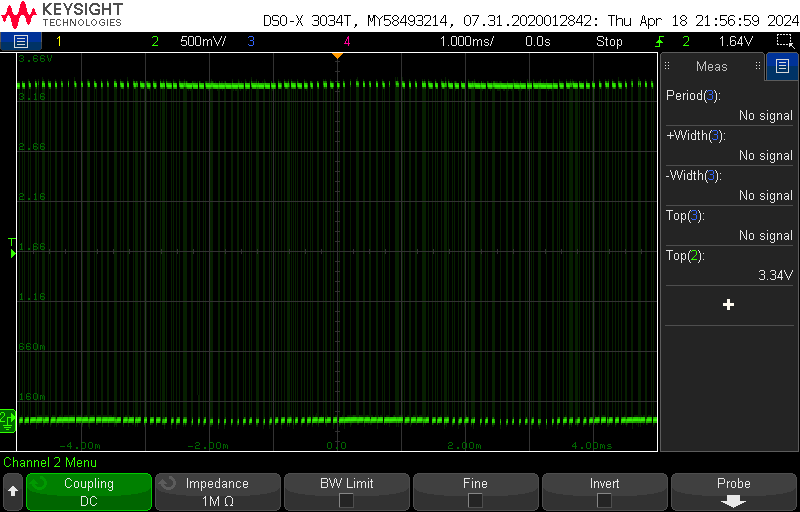 KEYSIGHT
TECHNOLOGIES
DSO-X 3034T, MY58493214, 07.31.2020012842: Thu Apr 18 21:56:59 2024
1 2 500mV/ 3 4 1.000ms/ 0.0s Stop 2 1.64V
3.66V
3.16
2.66
2.16
T
1.66
1.16
660m
160m
2
-4.00m -2.00m 0.0 2.00m 4.00ms
Meas
Period(3):
No signal
+Width(3):
No signal
-Width(3):
No signal
Top(3):
No signal
Top(2):
3.34V
Channel 2 Menu
Coupling
DC
Impedance
1M Ω
BW Limit
Fine
Invert
Probe